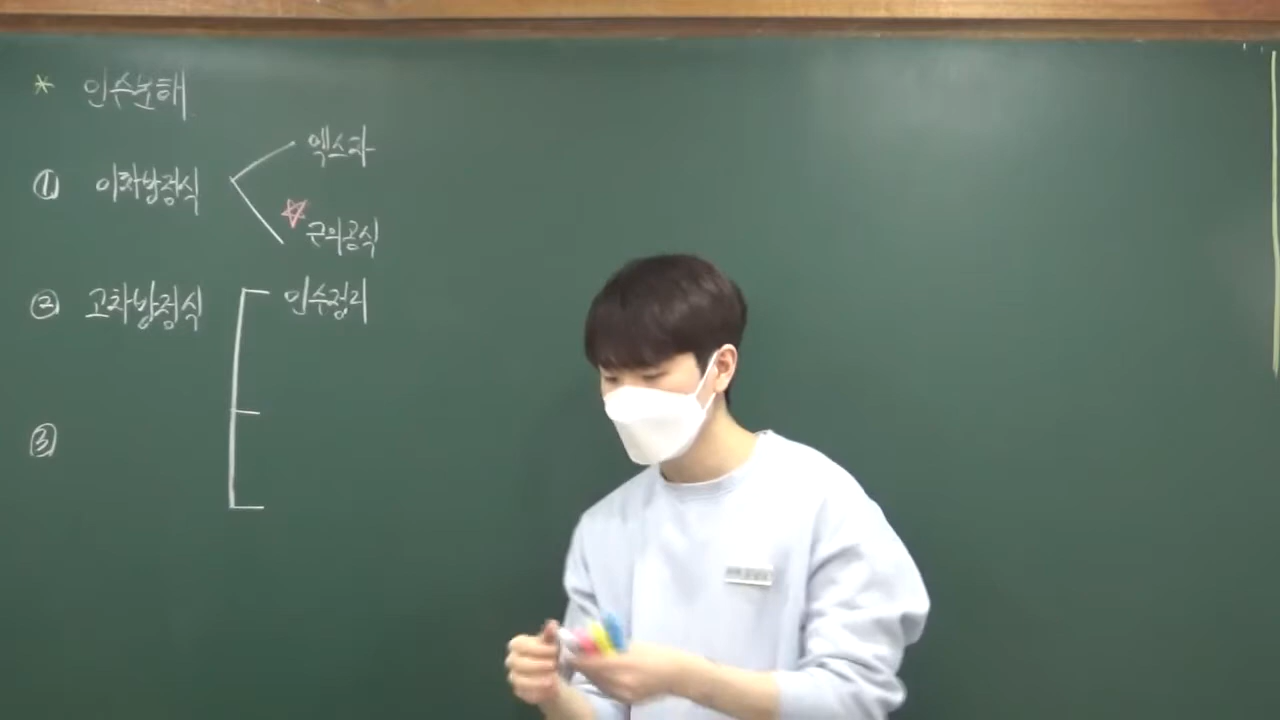 * 인수분해
① 이차방정식
엑스자
☆ 근의공식
② 고차방정식
인수정리
③